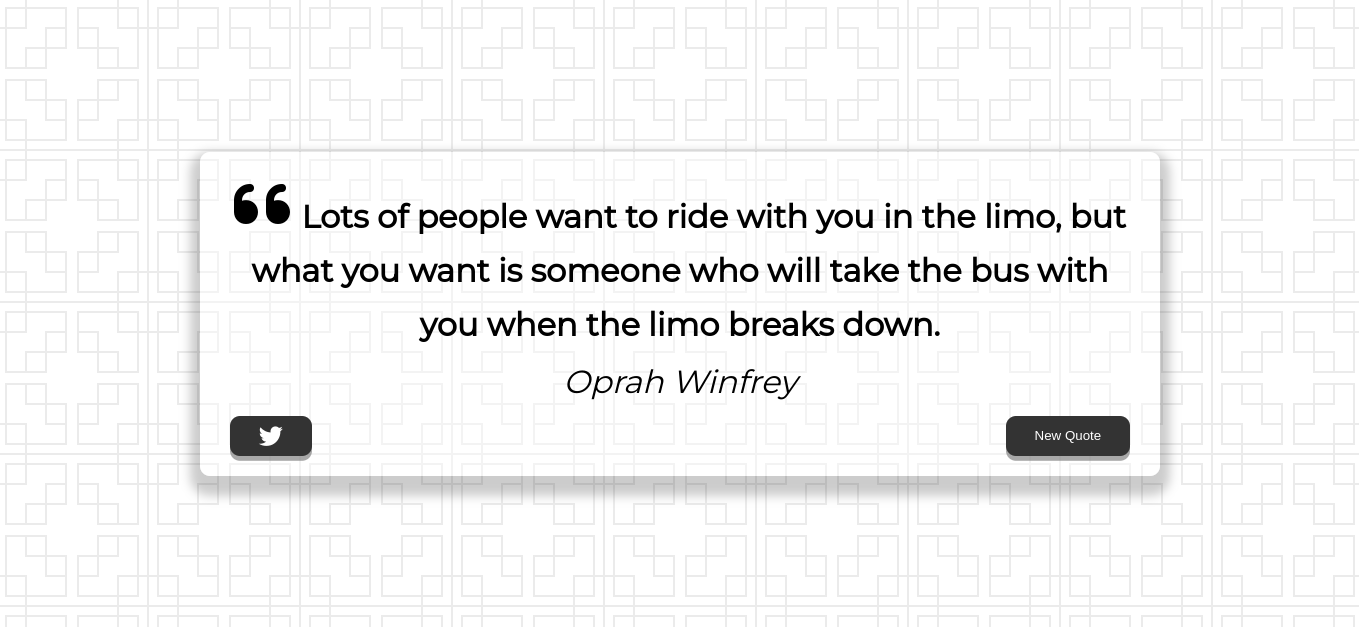 ❝ Lots of people want to ride with you in the limo, but
what you want is someone who will take the bus with
you when the limo breaks down.
Oprah Winfrey
New Quote